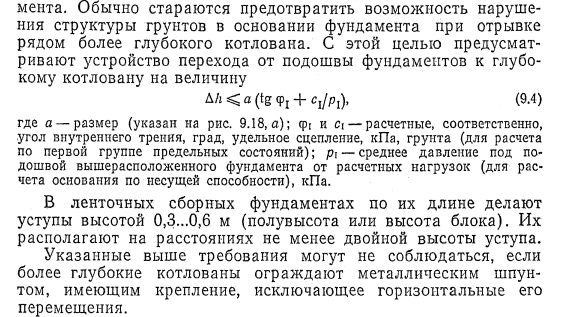 мента. Обычно стараются предотвратить возможность наруше-
ния структуры грунтов в основании фундамента при отрывке
рядом более глубокого котлована. С этой целью предусмат-
ривают устройство перехода от подошвы фундаментов к глубо-
кому котловану на величину
Δh ⩽ a (tg φ_I + c_I/p_I), (9.4)
где a — размер (указан на рис. 9.18, а); φ_I и c_I — расчетные, соответственно,
угол внутреннего трения, град, удельное сцепление, кПа, грунта (для расчета
по первой группе предельных состояний); p_I — среднее давление под по-
дошвой вышерасположенного фундамента от расчетных нагрузок (для рас-
чета основания по несущей способности), кПа.
В ленточных сборных фундаментах по их длине делают
уступы высотой 0,3...0,6 м (полувысота или высота блока). Их
располагают на расстояниях не менее двойной высоты уступа.
Указанные выше требования могут не соблюдаться, если
более глубокие котлованы ограждают металлическим шпун-
том, имеющим крепление, исключающее горизонтальные его
перемещения.